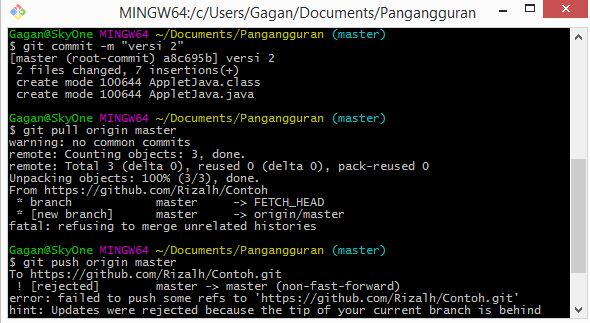 MINGW64:/c/Users/Gagan/Documents/Pangangguran
Gagan@SkyOne MINGW64 ~/Documents/Pangangguran (master)
$ git commit -m "versi 2"
[master (root-commit) a8c695b] versi 2
2 files changed, 7 insertions(+)
create mode 100644 AppletJava.class
create mode 100644 AppletJava.java
Gagan@SkyOne MINGW64 ~/Documents/Pangangguran (master)
$ git pull origin master
warning: no common commits
remote: Counting objects: 3, done.
remote: Total 3 (delta 0), reused 0 (delta 0), pack-reused 0
Unpacking objects: 100% (3/3), done.
From https://github.com/Rizalh/Contoh
* branch master -> FETCH_HEAD
* [new branch] master -> origin/master
fatal: refusing to merge unrelated histories
Gagan@SkyOne MINGW64 ~/Documents/Pangangguran (master)
$ git push origin master
To https://github.com/Rizalh/Contoh.git
! [rejected] master -> master (non-fast-forward)
error: failed to push some refs to 'https://github.com/Rizalh/Contoh.git'
hint: Updates were rejected because the tip of your current branch is behind